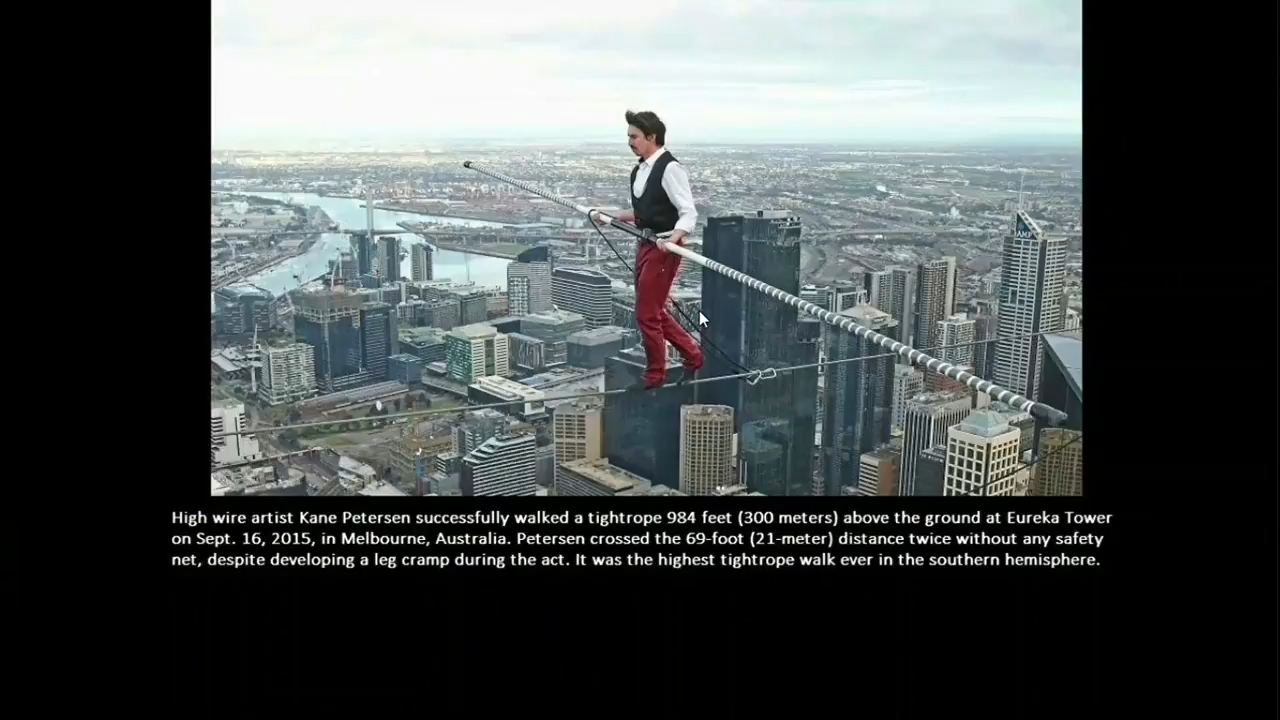 AMP
High wire artist Kane Petersen successfully walked a tightrope 984 feet (300 meters) above the ground at Eureka Tower
on Sept. 16, 2015, in Melbourne, Australia. Petersen crossed the 69-foot (21-meter) distance twice without any safety
net, despite developing a leg cramp during the act. It was the highest tightrope walk ever in the southern hemisphere.